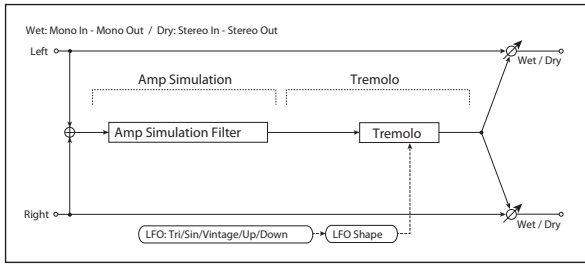 Wet: Mono In - Mono Out / Dry: Stereo In - Stereo Out
Left
Wet / Dry
Amp Simulation
Tremolo
Amp Simulation Filter
Tremolo
Right
Wet / Dry
LFO: Tri/Sin/Vintage/Up/Down
LFO Shape